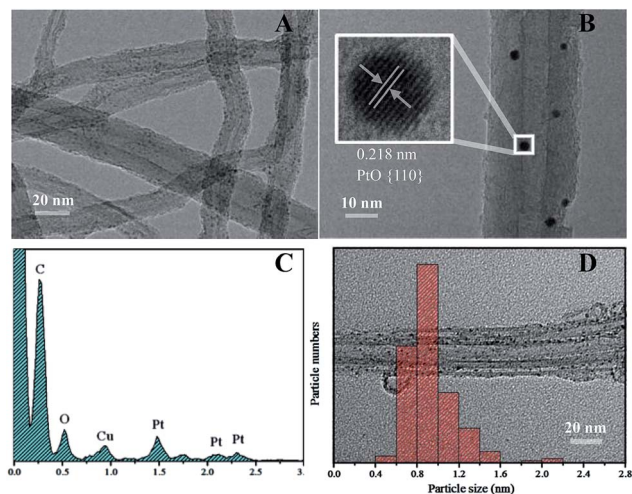 A
20 nm
B
0.218 nm
PtO {110}
10 nm
C
C
O
Cu
Pt
Pt
Pt
0.0
0.5
1.0
1.5
2.0
2.5
3.
D
Particle numbers
20 nm
0.0
0.4
0.8
1.2
1.6
2.0
2.4
2.8
Particle size (nm)